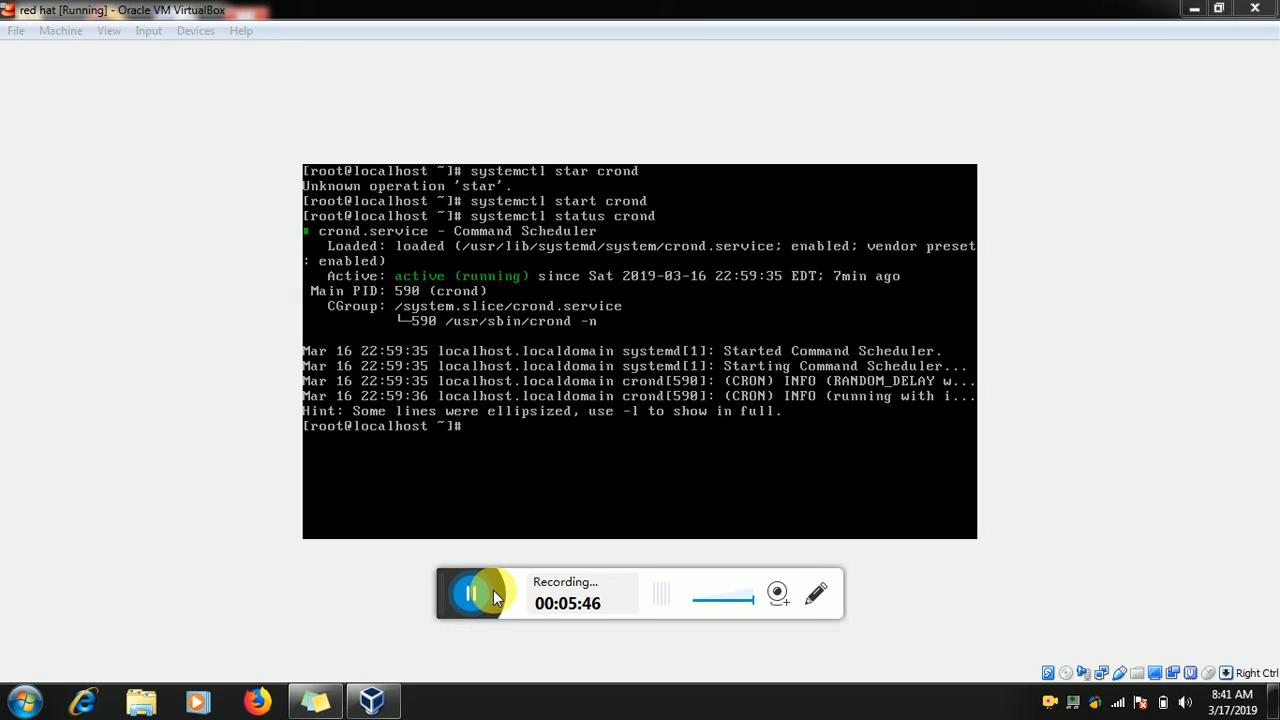 red hat [Running] - Oracle VM VirtualBox
File Machine View Input Devices Help
[root@localhost ~]# systemctl star crond
Unknown operation 'star'.
[root@localhost ~]# systemctl start crond
[root@localhost ~]# systemctl status crond
crond.service - Command Scheduler
Loaded: loaded (/usr/lib/systemd/system/crond.service; enabled; vendor preset
: enabled)
Active: active (running) since Sat 2019-03-16 22:59:35 EDT; 7min ago
Main PID: 590 (crond)
CGroup: /system.slice/crond.service
└─590 /usr/sbin/crond -n
Mar 16 22:59:35 localhost.localdomain systemd[1]: Started Command Scheduler.
Mar 16 22:59:35 localhost.localdomain systemd[1]: Starting Command Scheduler...
Mar 16 22:59:35 localhost.localdomain crond[590]: (CRON) INFO (RANDOM_DELAY w...
Mar 16 22:59:36 localhost.localdomain crond[590]: (CRON) INFO (running with i...
Hint: Some lines were ellipsized, use -l to show in full.
[root@localhost ~]#
Recording...
00:05:46
Right Ctrl
8:41 AM
3/17/2019